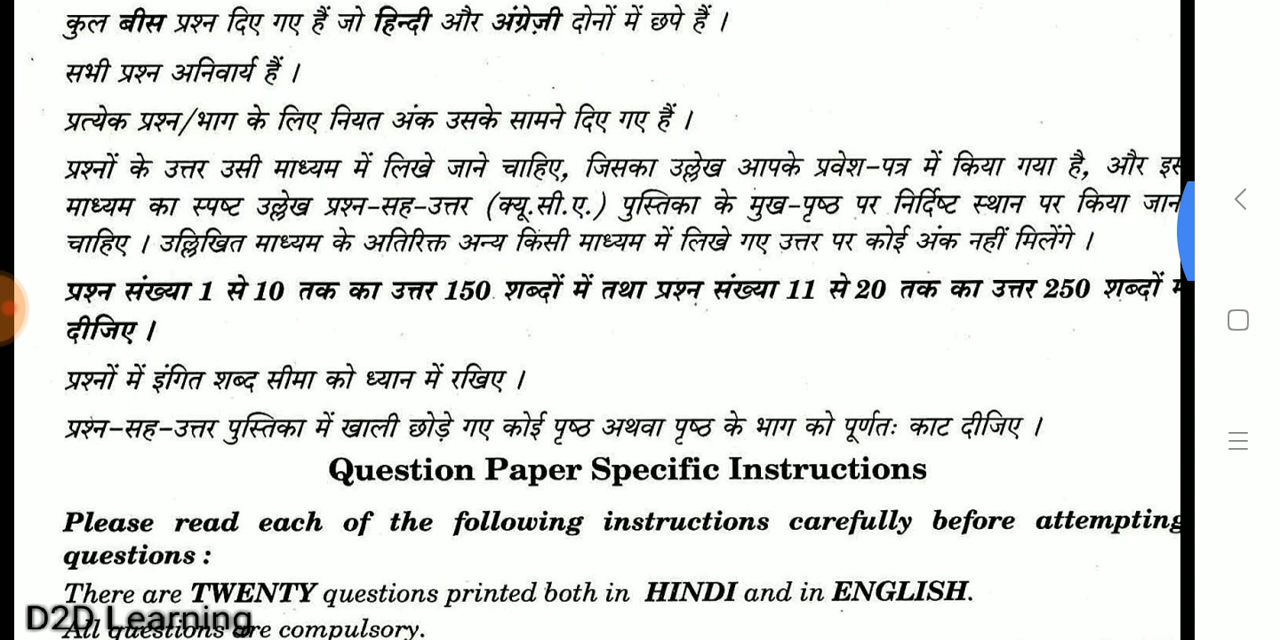 कुल बीस प्रश्न दिए गए हैं जो हिन्दी और अंग्रेज़ी दोनों में छपे हैं ।
सभी प्रश्न अनिवार्य हैं ।
प्रत्येक प्रश्न/भाग के लिए नियत अंक उसके सामने दिए गए हैं ।
प्रश्नों के उत्तर उसी माध्यम में लिखे जाने चाहिए, जिसका उल्लेख आपके प्रवेश-पत्र में किया गया है, और इस
माध्यम का स्पष्ट उल्लेख प्रश्न-सह-उत्तर (क्यू.सी.ए.) पुस्तिका के मुख-पृष्ठ पर निर्दिष्ट स्थान पर किया जान
चाहिए । उल्लिखित माध्यम के अतिरिक्त अन्य किसी माध्यम में लिखे गए उत्तर पर कोई अंक नहीं मिलेंगे ।
प्रश्न संख्या 1 से 10 तक का उत्तर 150 शब्दों में तथा प्रश्न संख्या 11 से 20 तक का उत्तर 250 शब्दों में
दीजिए ।
प्रश्नों में इंगित शब्द सीमा को ध्यान में रखिए ।
प्रश्न-सह-उत्तर पुस्तिका में खाली छोड़े गए कोई पृष्ठ अथवा पृष्ठ के भाग को पूर्णतः काट दीजिए ।
Question Paper Specific Instructions
Please read each of the following instructions carefully before attempting
questions :
There are TWENTY questions printed both in HINDI and in ENGLISH.
D2D Learning
All questions are compulsory.